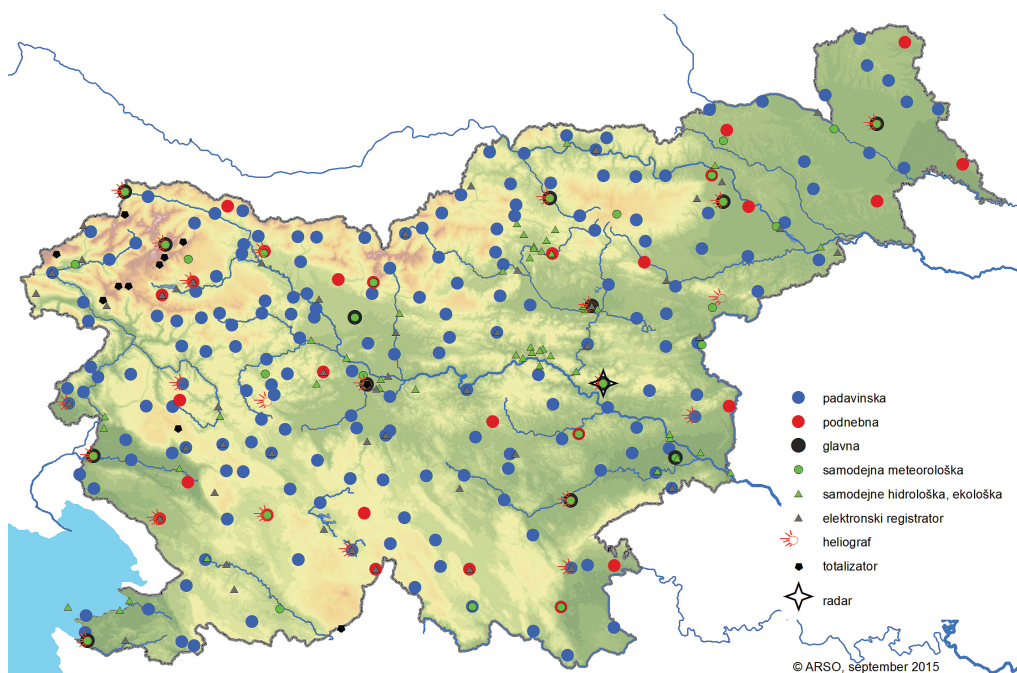 padavinska
podnebna
glavna
samodejna meteorološka
samodejne hidrološka, ekološka
elektronski registrator
heliograf
totalizator
radar
© ARSO, september 2015